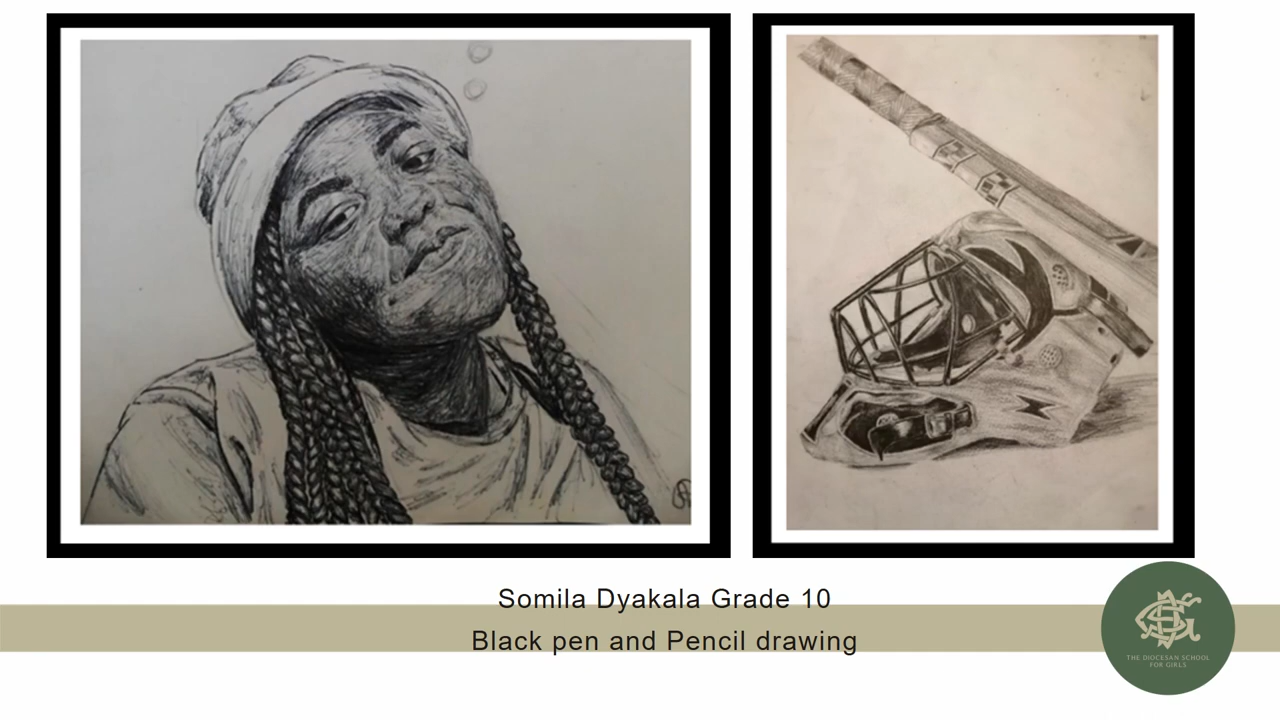 Somila Dyakala Grade 10
Black pen and Pencil drawing
THE DIOCESAN SCHOOL
FOR GIRLS